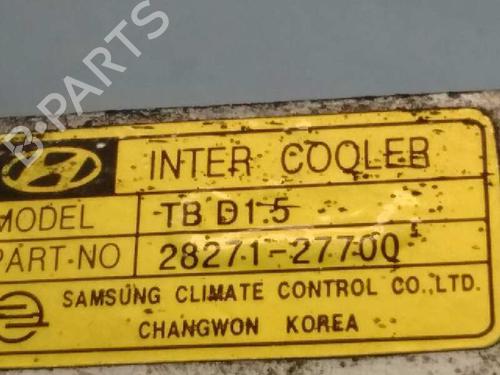 B-PARTS
INTER COOLER
MODEL TB D1.5
PART-NO 28271-27700
SAMSUNG CLIMATE CONTROL CO.,LTD.
CHANGWON KOREA